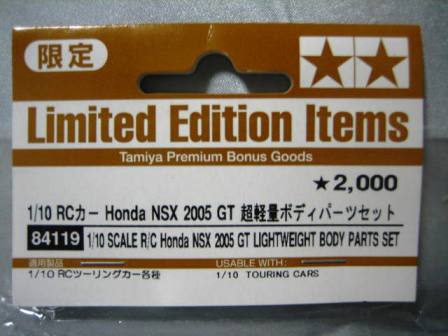 限定
Limited Edition Items
Tamiya Premium Bonus Goods
★2,000
1/10 RCカー Honda NSX 2005 GT 超軽量ボディパーツセット
84119 1/10 SCALE R/C Honda NSX 2005 GT LIGHTWEIGHT BODY PARTS SET
適用製品 USABLE WITH:
1/10 RCツーリングカー各種 1/10 TOURING CARS